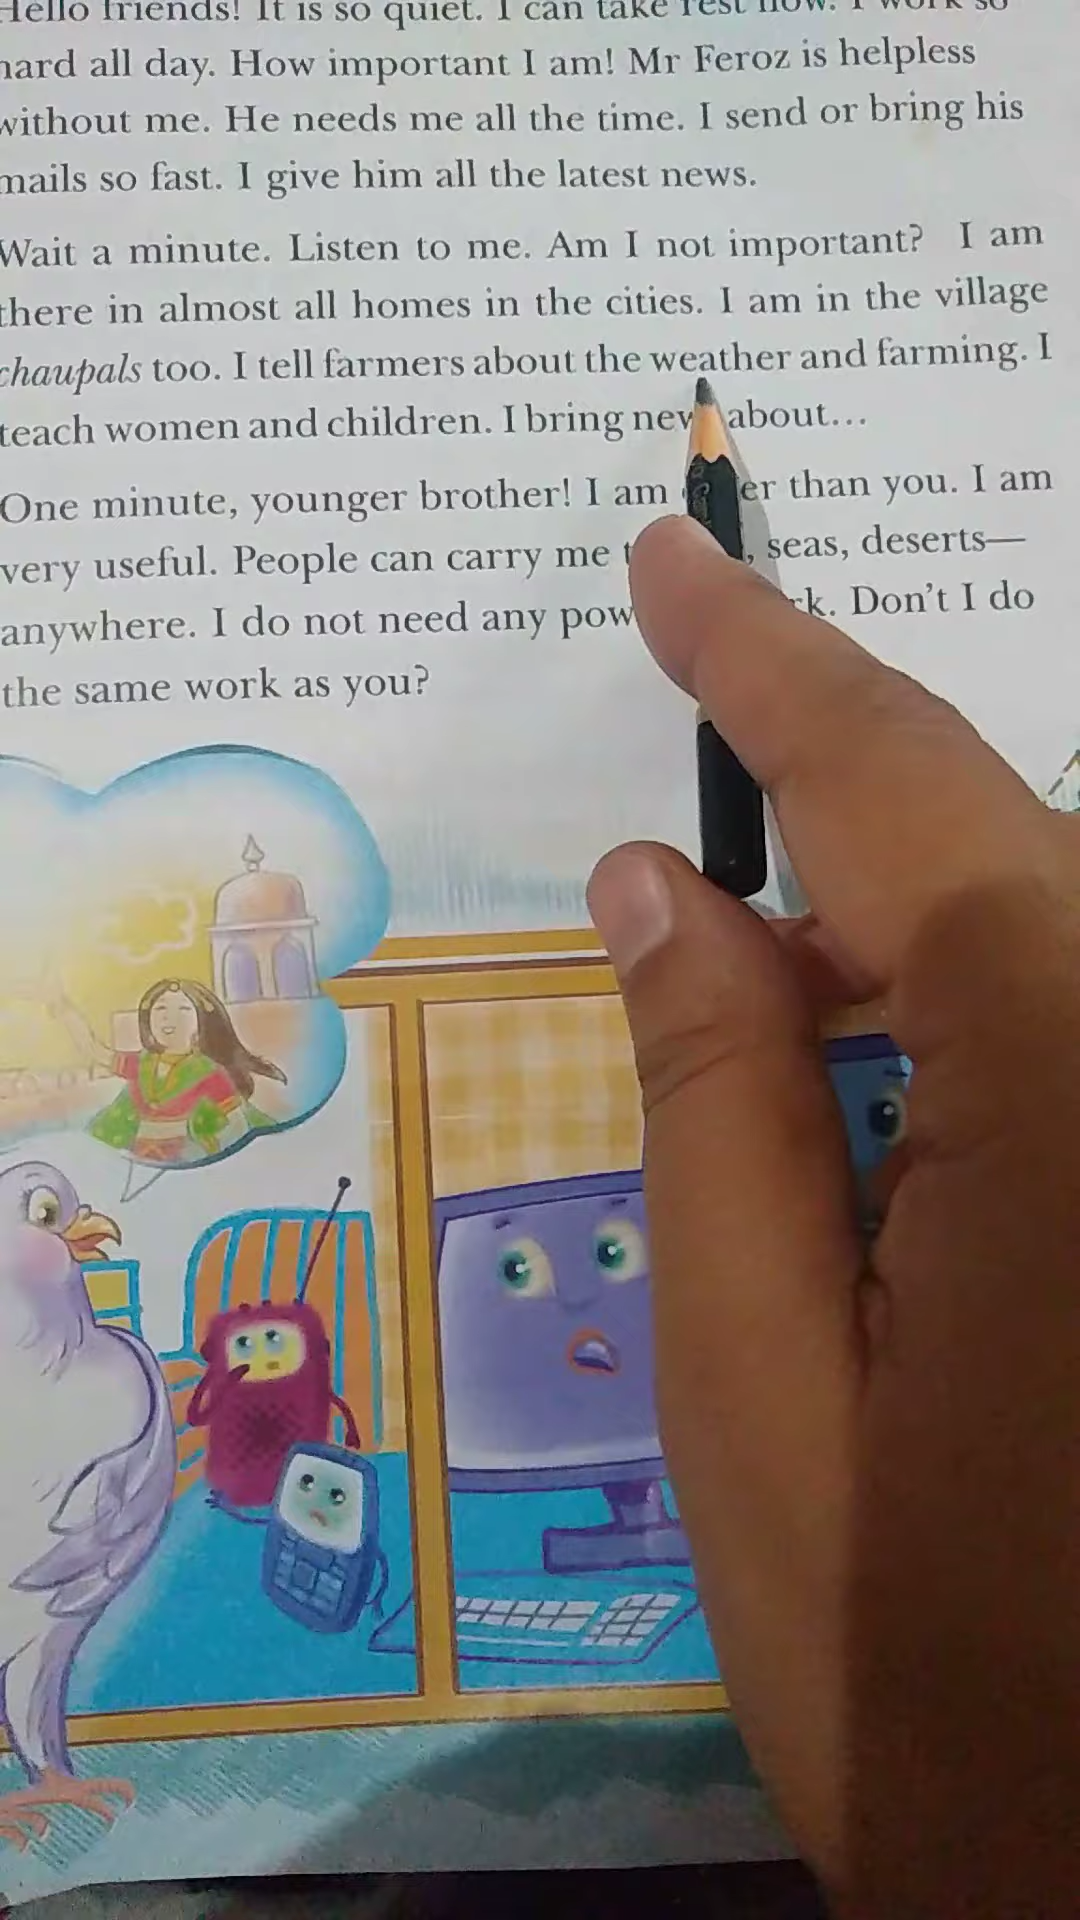 Hello friends! It is so quiet. I can take rest now. I work so
hard all day. How important I am! Mr Feroz is helpless
without me. He needs me all the time. I send or bring his
mails so fast. I give him all the latest news.
Wait a minute. Listen to me. Am I not important? I am
there in almost all homes in the cities. I am in the village
chaupals too. I tell farmers about the weather and farming. I
teach women and children. I bring about...
One minute, younger brother! I am than you. I am
very useful. People can carry me seas, deserts—
anywhere. I do not need any Don't I do
the same work as you?